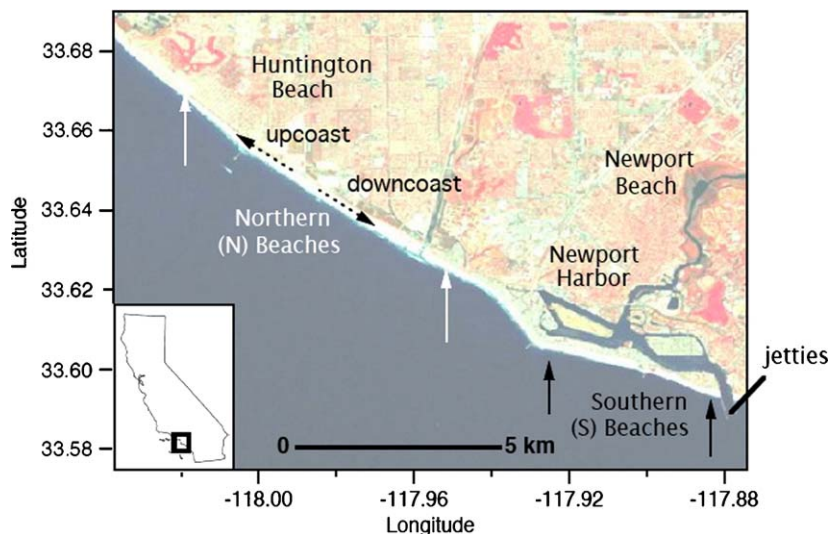 33.68
33.66
33.64
33.62
33.60
33.58
Latitude
Huntington
Beach
upcoast
downcoast
Northern
(N) Beaches
Newport
Beach
Newport
Harbor
jetties
Southern
(S) Beaches
0 5 km
-118.00 -117.96 -117.92 -117.88
Longitude